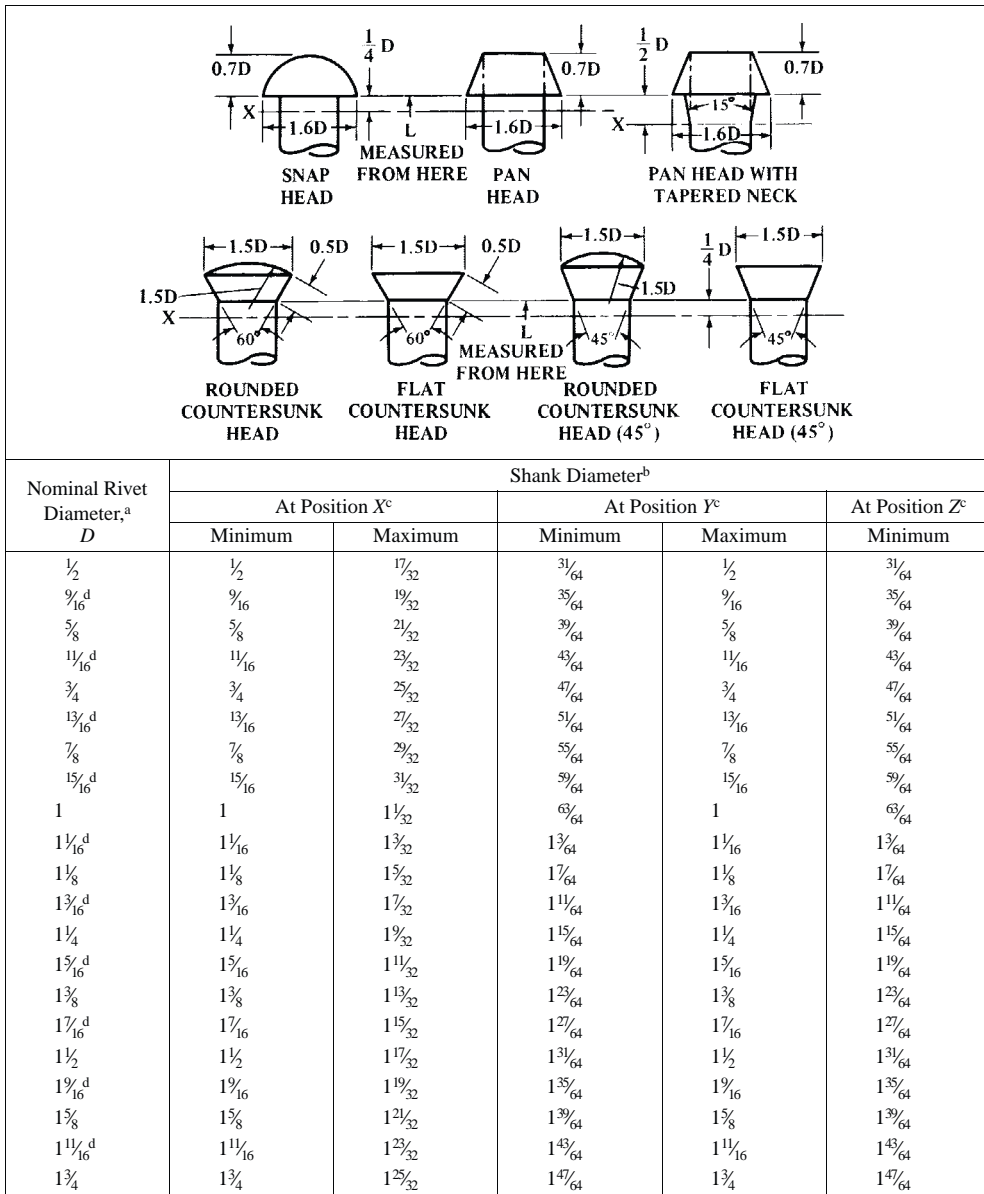 1/4 D
1/2 D
0.7D
0.7D
0.7D
15°
X
X
1.6D
L
1.6D
1.6D
MEASURED
FROM HERE
SNAP
HEAD
PAN
HEAD
PAN HEAD WITH
TAPERED NECK
1.5D
0.5D
1.5D
0.5D
1.5D
1/4 D
1.5D
1.5D
1.5D
X
60°
60°
L
MEASURED
FROM HERE
45°
45°
ROUNDED
COUNTERSUNK
HEAD
FLAT
COUNTERSUNK
HEAD
ROUNDED
COUNTERSUNK
HEAD (45°)
FLAT
COUNTERSUNK
HEAD (45°)
Nominal Rivet
Diameter,a
D
Shank Diameterb
At Position Xc At Position Yc At Position Zc
Minimum Maximum Minimum Maximum Minimum
1/2 1/2 17/32 31/64 1/2 31/64
9/16 d 9/16 19/32 35/64 9/16 35/64
5/8 5/8 21/32 39/64 5/8 39/64
11/16 d 11/16 23/32 43/64 11/16 43/64
3/4 3/4 25/32 47/64 3/4 47/64
13/16 d 13/16 27/32 51/64 13/16 51/64
7/8 7/8 29/32 55/64 7/8 55/64
15/16 d 15/16 31/32 59/64 15/16 59/64
1 1 1 1/32 63/64 1 63/64
1 1/16 d 1 1/16 1 3/32 1 3/64 1 1/16 1 3/64
1 1/8 1 1/8 1 5/32 1 7/64 1 1/8 1 7/64
1 3/16 d 1 3/16 1 7/32 1 11/64 1 3/16 1 11/64
1 1/4 1 1/4 1 9/32 1 15/64 1 1/4 1 15/64
1 5/16 d 1 5/16 1 11/32 1 19/64 1 5/16 1 19/64
1 3/8 1 3/8 1 13/32 1 23/64 1 3/8 1 23/64
1 7/16 d 1 7/16 1 15/32 1 27/64 1 7/16 1 27/64
1 1/2 1 1/2 1 17/32 1 31/64 1 1/2 1 31/64
1 9/16 d 1 9/16 1 19/32 1 35/64 1 9/16 1 35/64
1 5/8 1 5/8 1 21/32 1 39/64 1 5/8 1 39/64
1 11/16 d 1 11/16 1 23/32 1 43/64 1 11/16 1 43/64
1 3/4 1 3/4 1 25/32 1 47/64 1 3/4 1 47/64